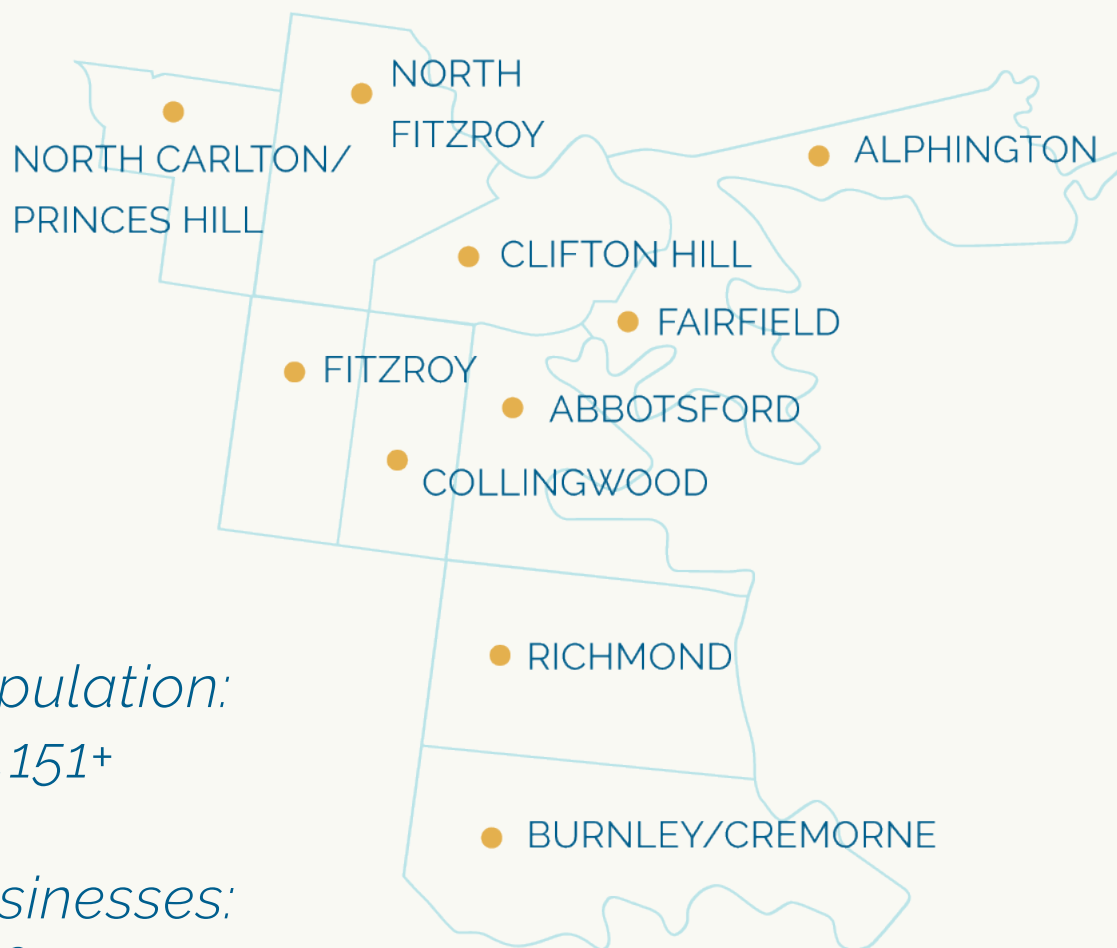 NORTH
FITZROY
NORTH CARLTON/
PRINCES HILL
ALPHINGTON
CLIFTON HILL
FAIRFIELD
FITZROY
ABBOTSFORD
COLLINGWOOD
RICHMOND
pulation:
151+
BURNLEY/CREMORNE
sinesses: